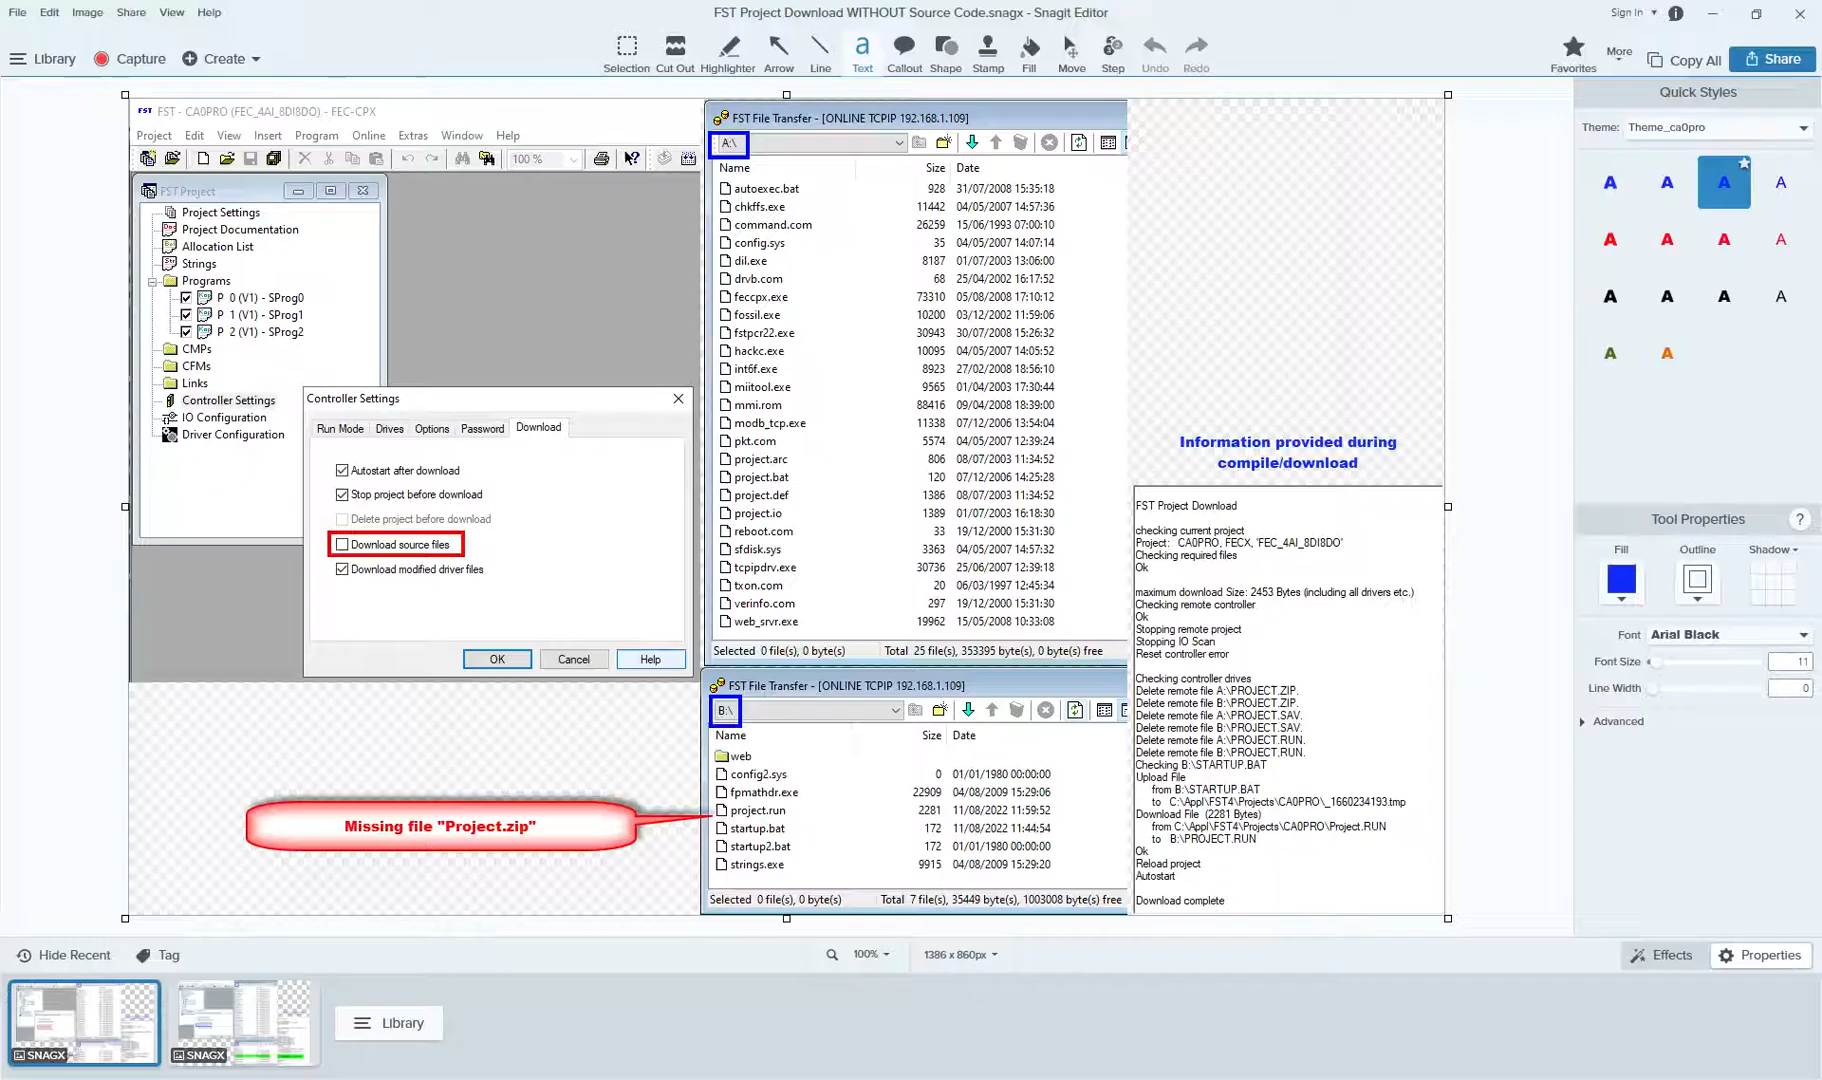 File Edit Image Share View Help
FST Project Download WITHOUT Source Code.snagx - Snagit Editor
Sign In
Library Capture Create
Selection Cut Out Highlighter Arrow Line Text Callout Shape Stamp Fill Move Step Undo Redo
Favorites More Copy All Share
FST FST - CA0PRO (FEC_4AI_8DI8DO) - FEC-CPX
Project Edit View Insert Program Online Extras Window Help
100 %
FST Project
Project Settings
Project Documentation
Allocation List
Strings
Programs
P 0 (V1) - SProg0
P 1 (V1) - SProg1
P 2 (V1) - SProg2
CMPs
CFMs
Links
Controller Settings
IO Configuration
Driver Configuration
Controller Settings
Run Mode Drives Options Password Download
Autostart after download
Stop project before download
Delete project before download
Download source files
Download modified driver files
OK Cancel Help
Missing file "Project.zip"
FST File Transfer - [ONLINE TCPIP 192.168.1.109]
A:\
Name Size Date
autoexec.bat 928 31/07/2008 15:35:18
chkffs.exe 11442 04/05/2007 14:57:36
command.com 26259 15/06/1993 07:00:10
config.sys 35 04/05/2007 14:07:14
dil.exe 8187 01/07/2003 13:06:00
drvb.com 68 25/04/2002 16:17:52
feccpx.exe 73310 05/08/2008 17:10:12
fossil.exe 10200 03/12/2002 11:59:06
fstpcr22.exe 30943 30/07/2008 15:26:32
hackc.exe 10095 04/05/2007 14:05:52
int6f.exe 8923 27/02/2008 18:56:10
miitool.exe 9565 01/04/2003 17:30:44
mmi.rom 88416 09/04/2008 18:39:00
modb_tcp.exe 11338 07/12/2006 13:54:04
pkt.com 5574 04/05/2007 12:39:24
project.arc 806 08/07/2003 11:34:52
project.bat 120 07/12/2006 14:25:28
project.def 1386 08/07/2003 11:34:52
project.io 1389 01/07/2003 16:18:30
reboot.com 33 19/12/2000 15:31:30
sfdisk.sys 3363 04/05/2007 14:57:32
tcpipdrv.exe 30736 25/06/2007 12:39:18
txon.com 20 06/03/1997 12:45:34
verinfo.com 297 19/12/2000 15:31:30
web_srvr.exe 19962 15/05/2008 10:33:08
Selected 0 file(s), 0 byte(s) Total 25 file(s), 353395 byte(s), 0 byte(s) free
FST File Transfer - [ONLINE TCPIP 192.168.1.109]
B:\
Name Size Date
web
config2.sys 0 01/01/1980 00:00:00
fpmathdr.exe 22909 04/08/2009 15:29:06
project.run 2281 11/08/2022 11:59:52
startup.bat 172 11/08/2022 11:44:54
startup2.bat 172 01/01/1980 00:00:00
strings.exe 9915 04/08/2009 15:29:20
Selected 0 file(s), 0 byte(s) Total 7 file(s), 35449 byte(s), 1003008 byte(s) free
Information provided during
compile/download
FST Project Download
checking current project
Project: CA0PRO, FECX, 'FEC_4AI_8DI8DO'
Checking required files
Ok
maximum download Size: 2453 Bytes (including all drivers etc.)
Checking remote controller
Ok
Stopping remote project
Stopping IO Scan
Reset controller error
Checking controller drives
Delete remote file A:\PROJECT.ZIP.
Delete remote file B:\PROJECT.ZIP.
Delete remote file A:\PROJECT.SAV.
Delete remote file B:\PROJECT.SAV.
Delete remote file A:\PROJECT.RUN.
Delete remote file B:\PROJECT.RUN.
Checking B:\STARTUP.BAT
Upload File
from B:\STARTUP.BAT
to C:\Appl\FST4\Projects\CA0PRO\_1660234193.tmp
Download File (2281 Bytes)
from C:\Appl\FST4\Projects\CA0PRO\Project.RUN
to B:\PROJECT.RUN
Ok
Reload project
Autostart
Download complete
Quick Styles
Theme: Theme_ca0pro
A A A A
A A A A
A A A A
A A
Tool Properties ?
Fill Outline Shadow
Font Arial Black
Font Size 11
Line Width 0
Advanced
Hide Recent Tag
100% 1386 x 860px
Effects Properties
SNAGX SNAGX
Library